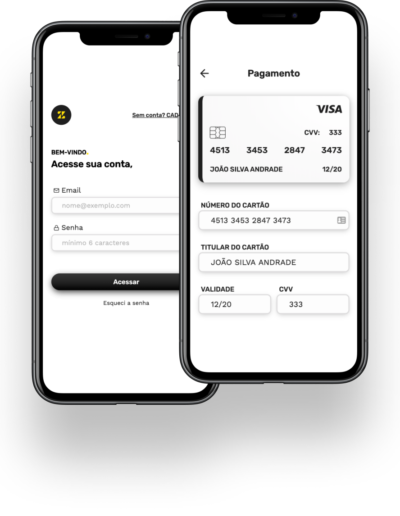 Sem conta? CAD
BEM-VINDO.
Acesse sua conta,
Email
nome@exemplo.com
Senha
mínimo 6 caracteres
Acessar
Esqueci a senha
Pagamento
VISA
CVV: 333
4513 3453 2847 3473
JOÃO SILVA ANDRADE 12/20
NÚMERO DO CARTÃO
4513 3453 2847 3473
TITULAR DO CARTÃO
JOÃO SILVA ANDRADE
VALIDADE CVV
12/20 333